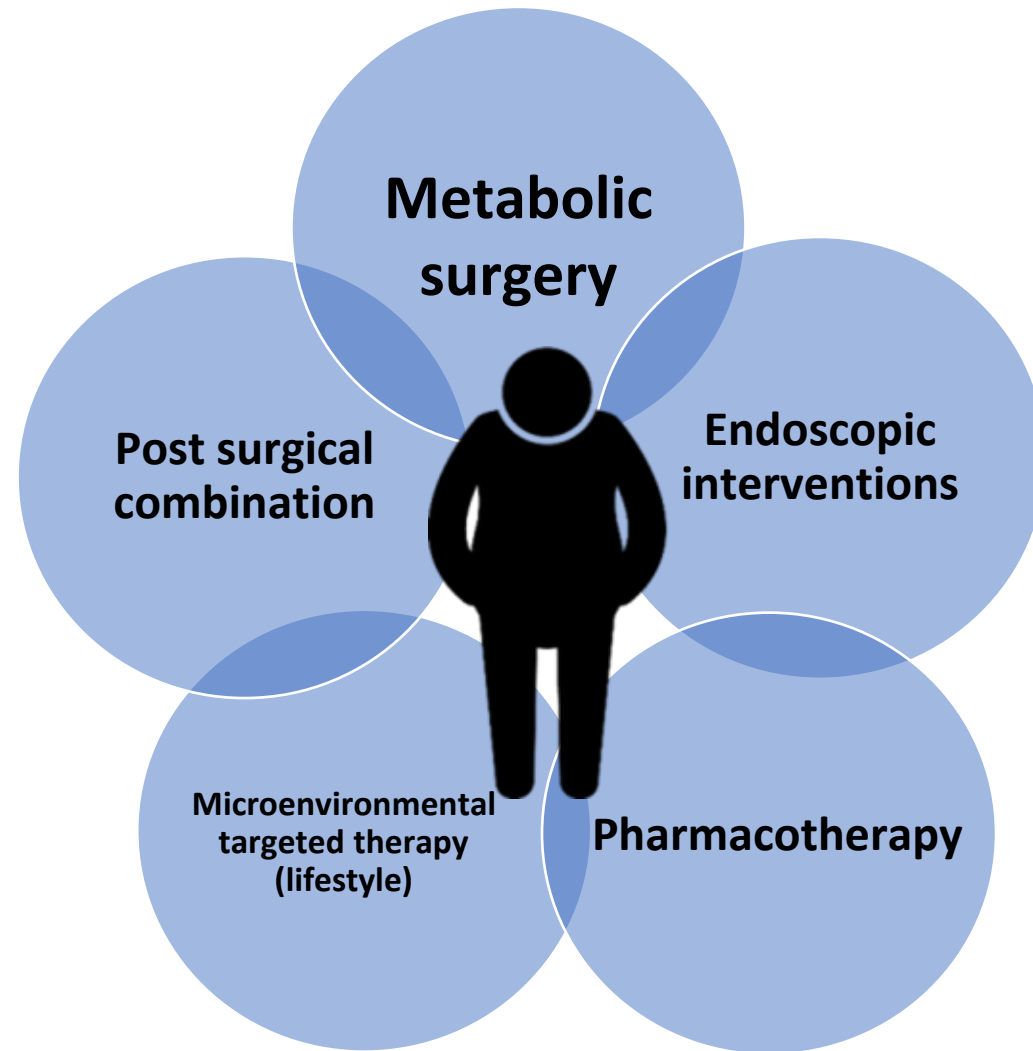 Metabolic
surgery
Endoscopic
interventions
Post surgical
combination
Microenvironmental
targeted therapy
(lifestyle)
Pharmacotherapy